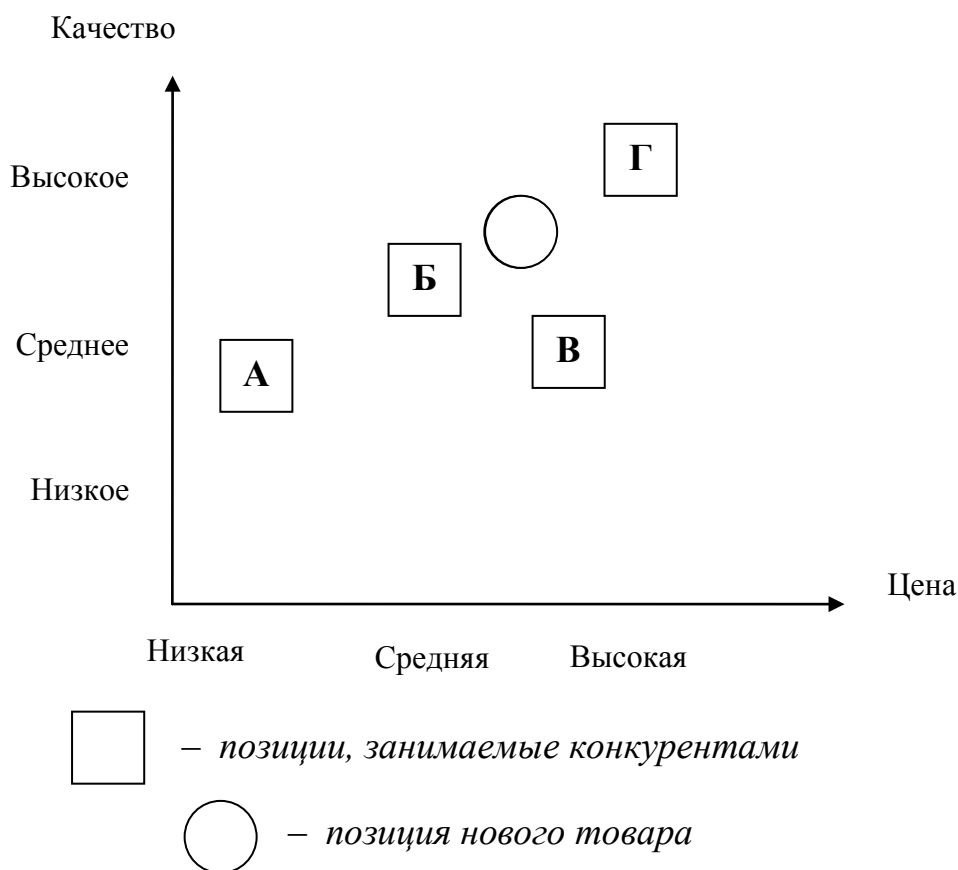 Качество
Высокое
Г
Б
Среднее
В
А
Низкое
Цена
Низкая
Средняя
Высокая
– позиции, занимаемые конкурентами
– позиция нового товара